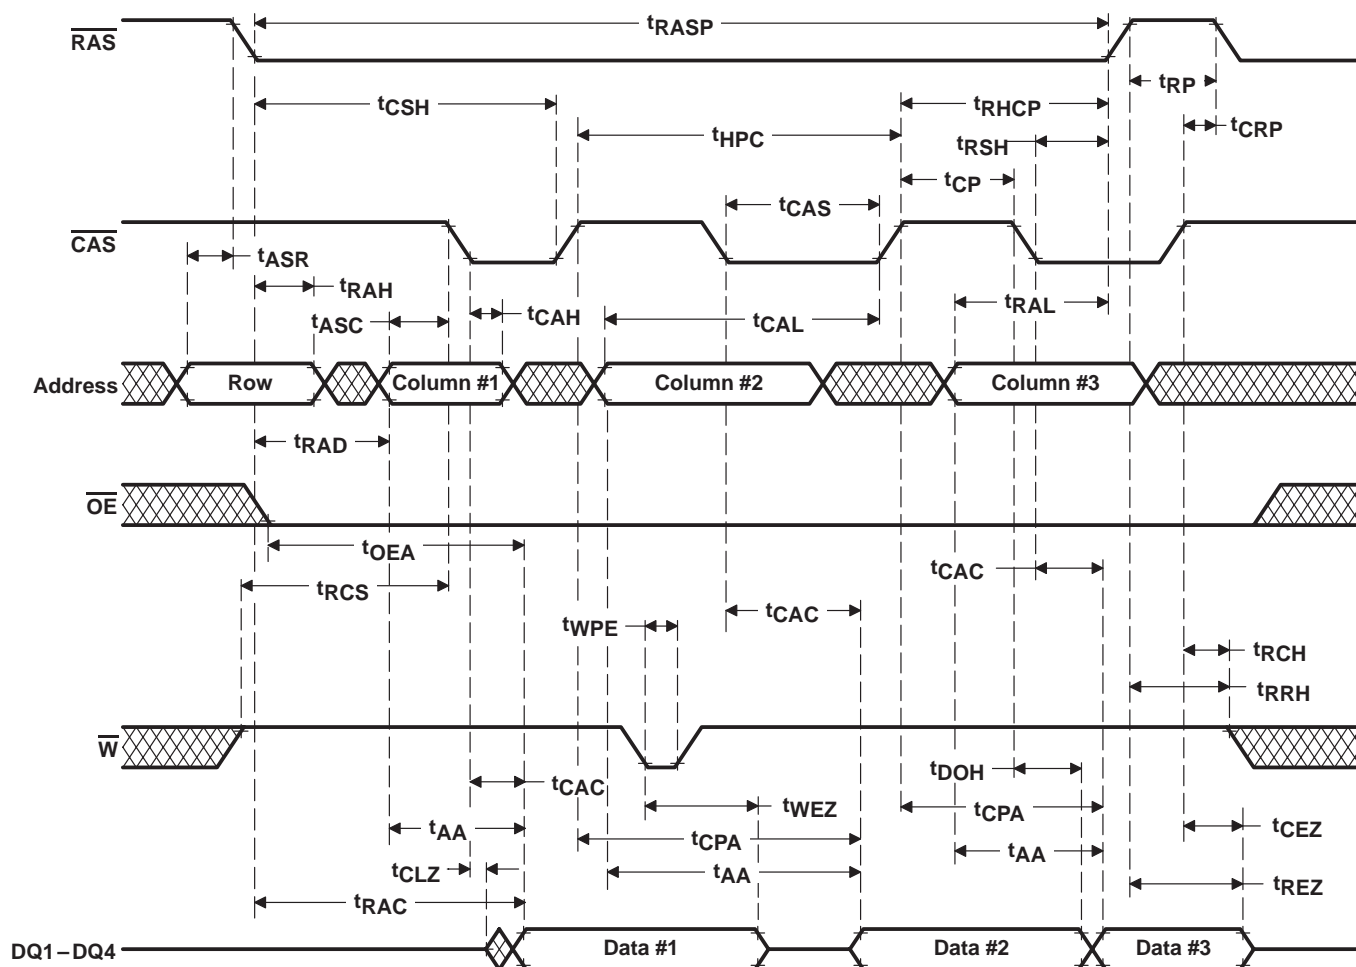 tRASP
RAS
tRP
tCSH
tRHCP
tCRP
tHPC
tRSH
tCP
tCAS
CAS
tASR
tRAH
tRAL
tASC
tCAH
tCAL
Address
Row
Column #1
Column #2
Column #3
tRAD
OE
tOEA
tCAC
tRCS
tCAC
tWPE
tRCH
tRRH
W
tDOH
tCAC
tWEZ
tCPA
tCEZ
tAA
tCPA
tAA
tCLZ
tAA
tREZ
tRAC
DQ1–DQ4
Data #1
Data #2
Data #3